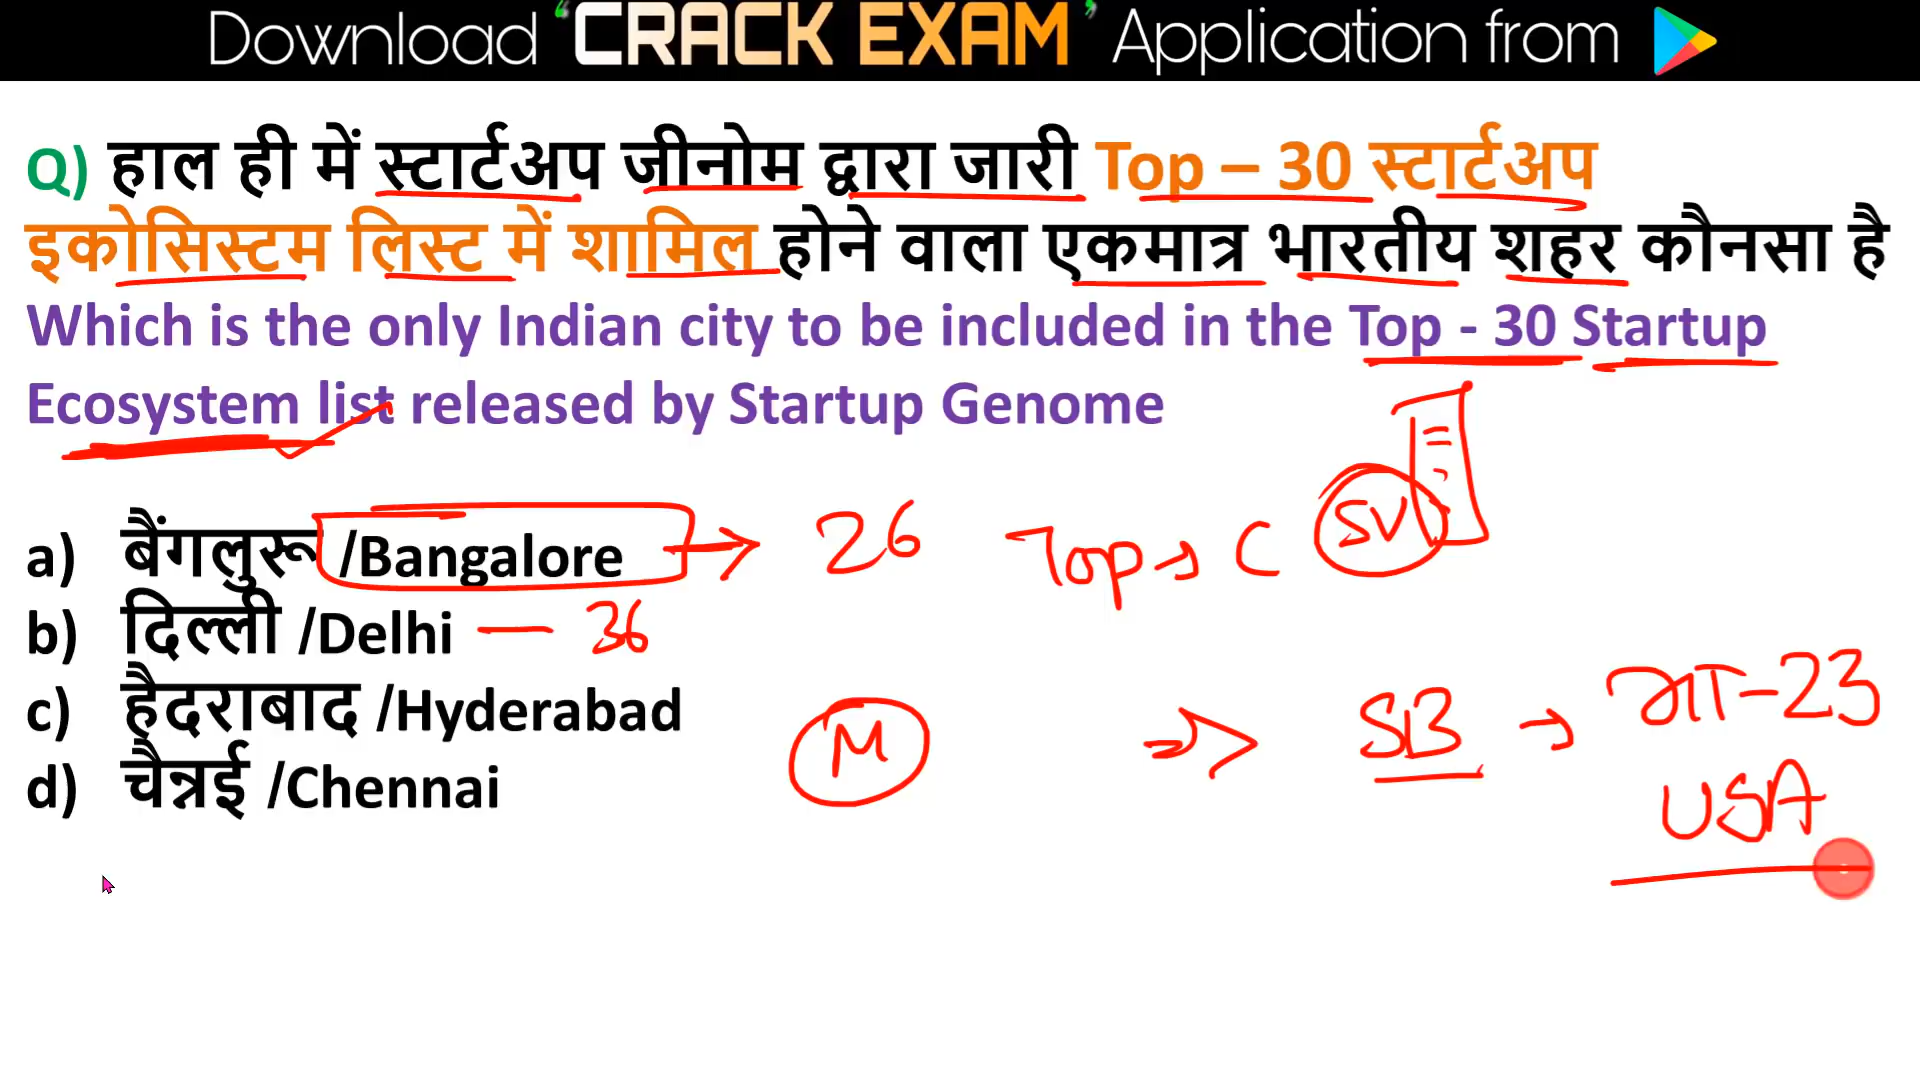 Download ‘CRACK EXAM’ Application from
Q) हाल ही में स्टार्टअप जीनोम द्वारा जारी Top – 30 स्टार्टअप
इकोसिस्टम लिस्ट में शामिल होने वाला एकमात्र भारतीय शहर कौनसा है
Which is the only Indian city to be included in the Top - 30 Startup
Ecosystem list released by Startup Genome
a) बैंगलुरू /Bangalore → 26 Top → C SV
b) दिल्ली /Delhi — 36
c) हैदराबाद /Hyderabad M ⇒ SB →
d) चैन्नई /Chennai USA